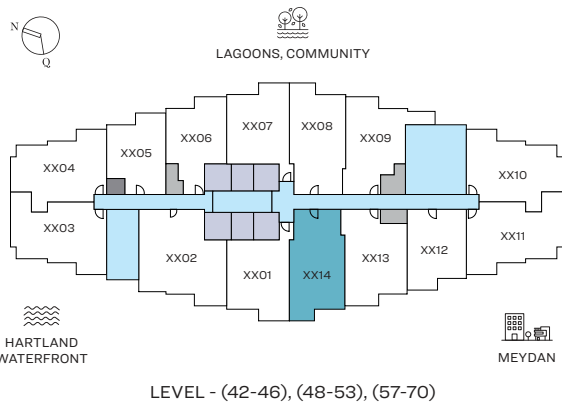 N
Q
LAGOONS, COMMUNITY
XX07
XX08
XX06
XX09
XX05
XX04
XX10
XX03
XX11
XX02
XX12
XX01
XX14
XX13
HARTLAND
WATERFRONT
MEYDAN
LEVEL - (42-46), (48-53), (57-70)